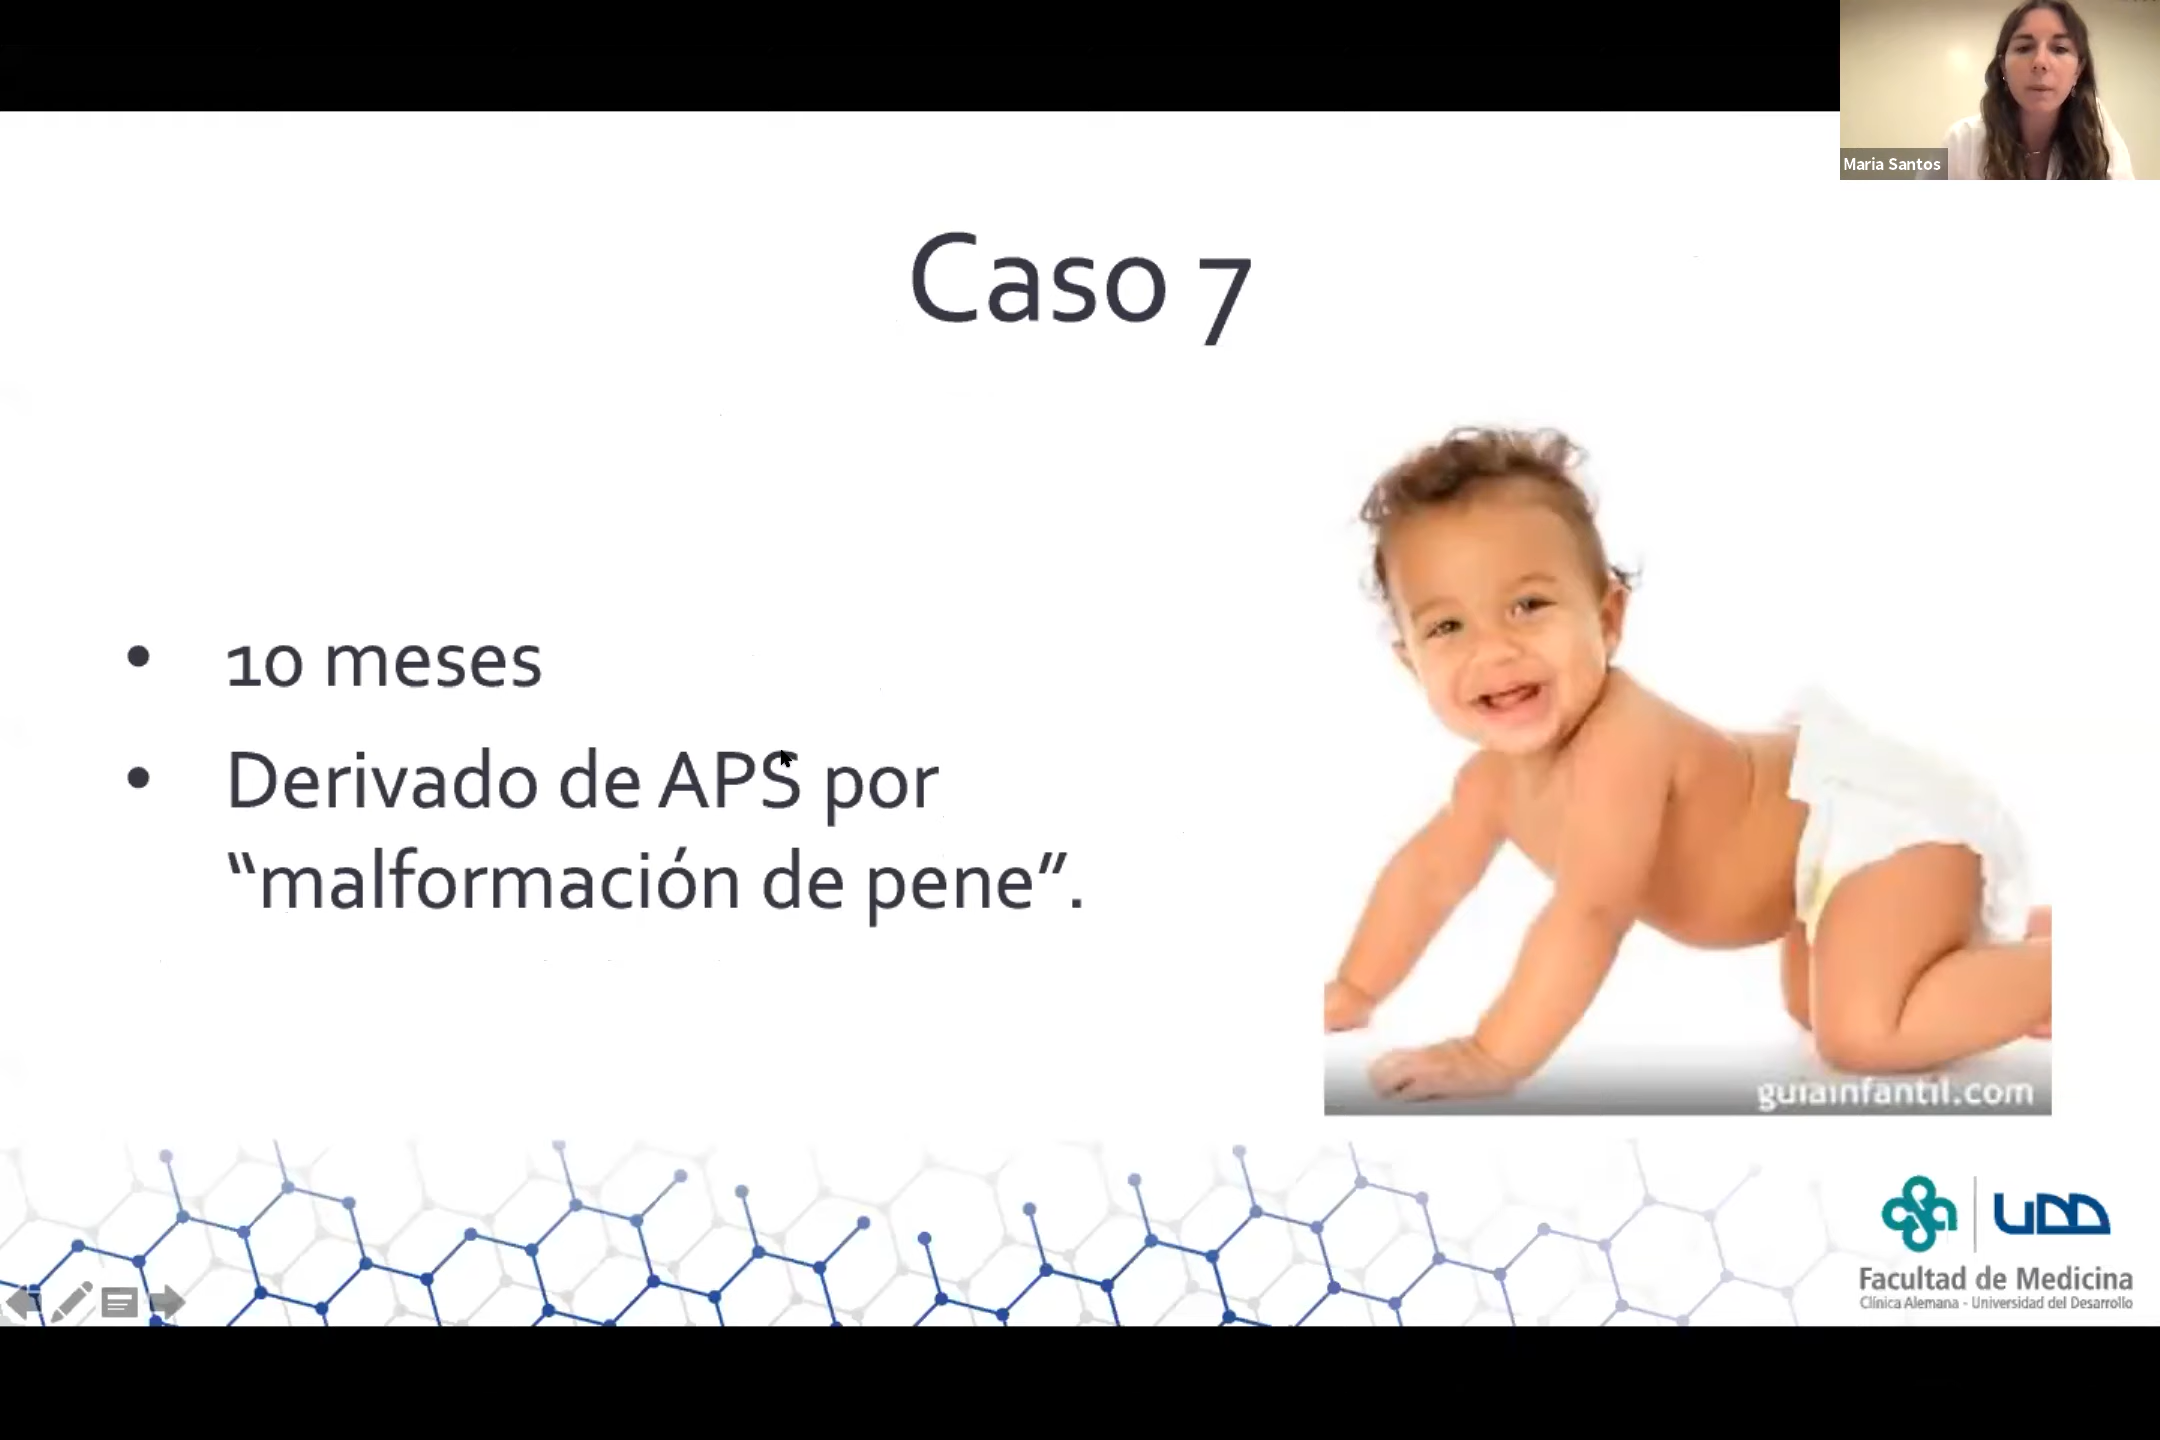 Maria Santos
Caso 7
• 10 meses
• Derivado de APS por
“malformación de pene”.
guiainfantil.com
UDD
Facultad de Medicina
Clínica Alemana - Universidad del Desarrollo